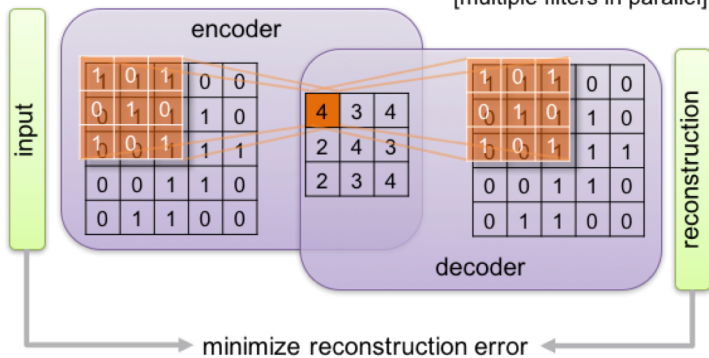 [multiple filters in parallel]
encoder
input
1 0 1 0 0
0 1 0 1 0
1 0 1 1 1
0 0 1 1 0
0 1 1 0 0
4 3 4
2 4 3
2 3 4
1 0 1 0 0
0 1 0 1 0
1 0 1 1 1
0 0 1 1 0
0 1 1 0 0
reconstruction
decoder
minimize reconstruction error